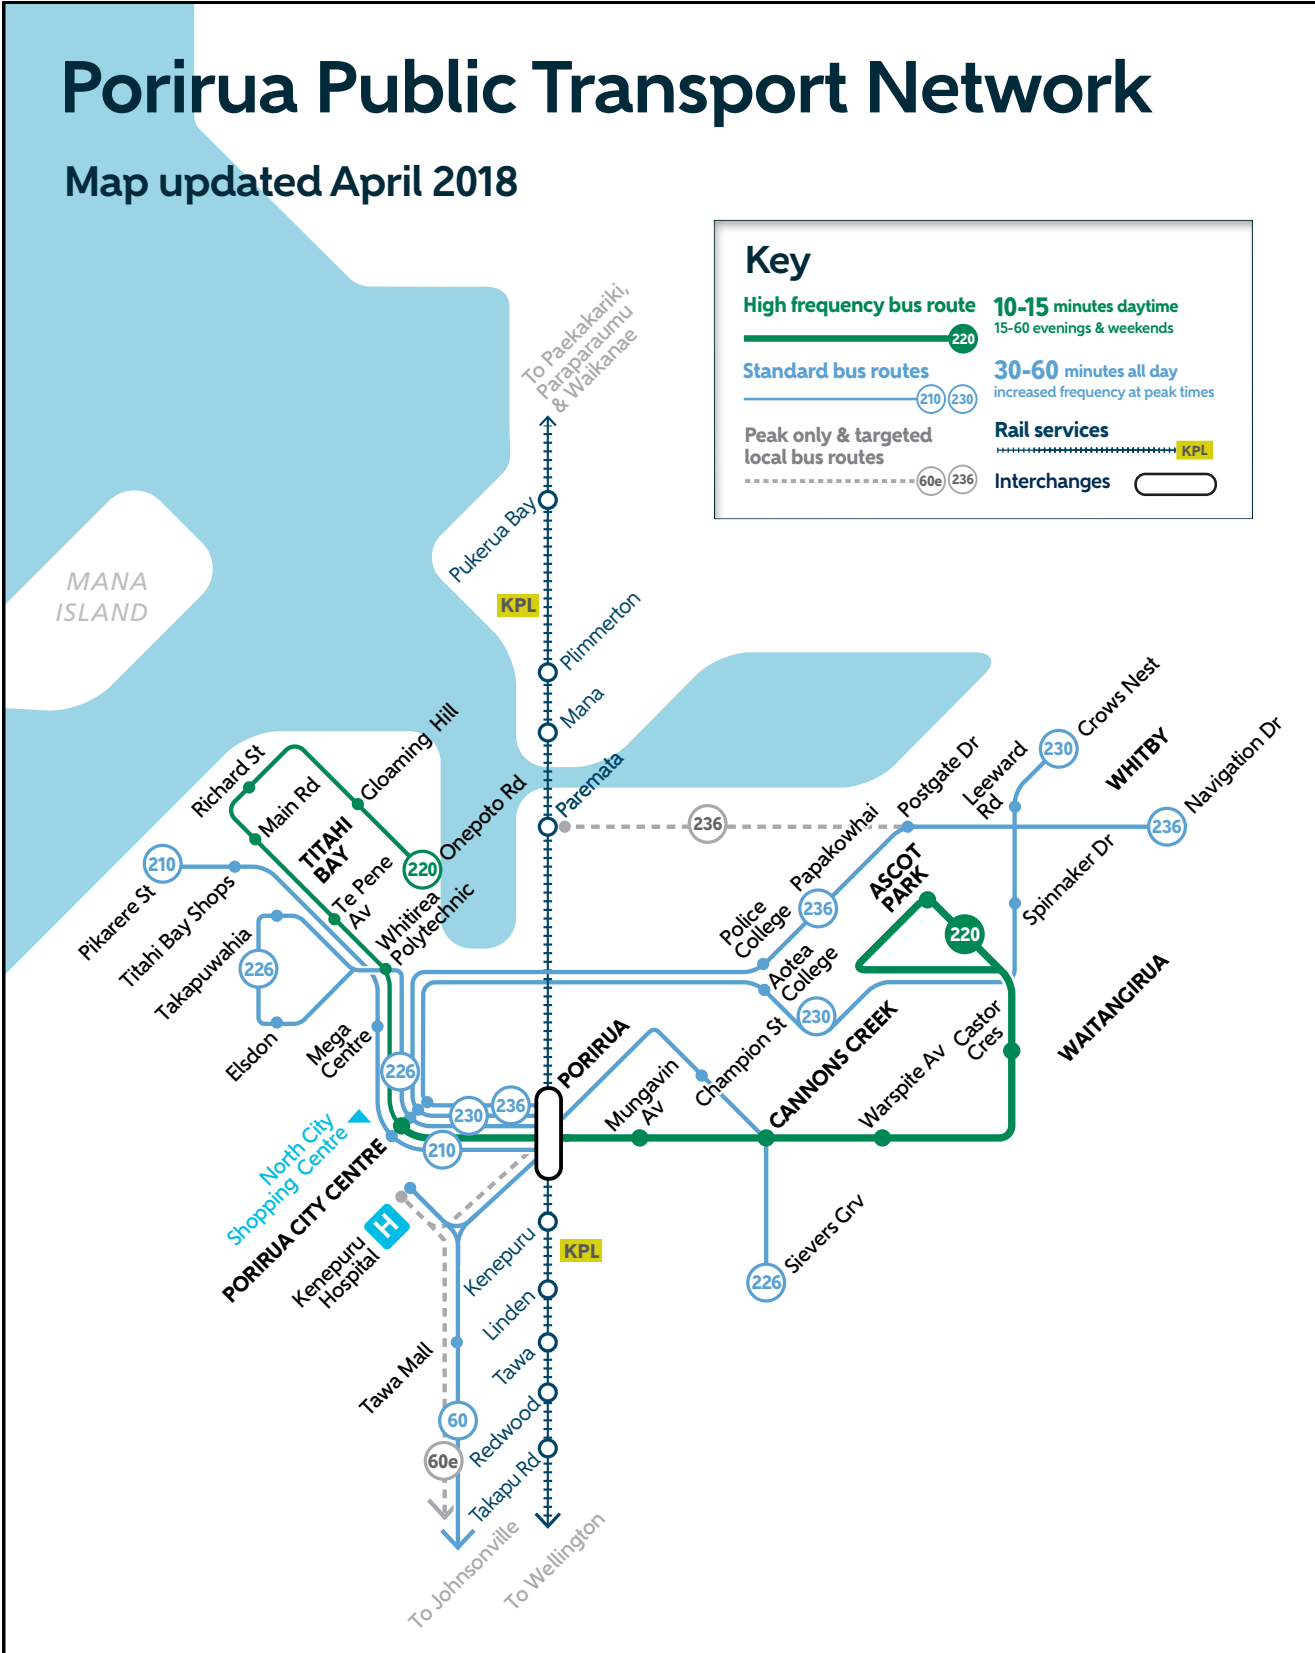 Porirua Public Transport Network
Map updated April 2018
Key
High frequency bus route
220
10-15 minutes daytime
15-60 evenings & weekends
Standard bus routes
210 230
30-60 minutes all day
increased frequency at peak times
Peak only & targeted
local bus routes
60e 236
Rail services
KPL
Interchanges
To Paekakariki,
Paraparaumu
& Waikanae
MANA
ISLAND
Pukerua Bay
KPL
Plimmerton
Mana
Paremata
Richard St
Main Rd
Gloaming Hill
TITAHI
BAY
Onepoto Rd
220
210
Pikarere St
Titahi Bay Shops
Te Pene
Av
Whitirea
Polytechnic
Takapuwahia
226
Elsdon
Mega
Centre
226
236
Postgate Dr
Papakowhai
236
Police
College
Aotea
College
230
Leeward
Rd
230
Crows Nest
WHITBY
Navigation Dr
236
Spinnaker Dr
ASCOT
PARK
220
WAITANGIRUA
Castor
Cres
Warspite Av
CANNONS CREEK
Champion St
Mungavin
Av
PORIRUA
236
230
210
North City
Shopping Centre
PORIRUA CITY CENTRE
H
Kenepuru
Hospital
Sievers Grv
226
Kenepuru
KPL
Linden
Tawa
Redwood
Takapu Rd
Tawa Mall
60
60e
To Johnsonville
To Wellington